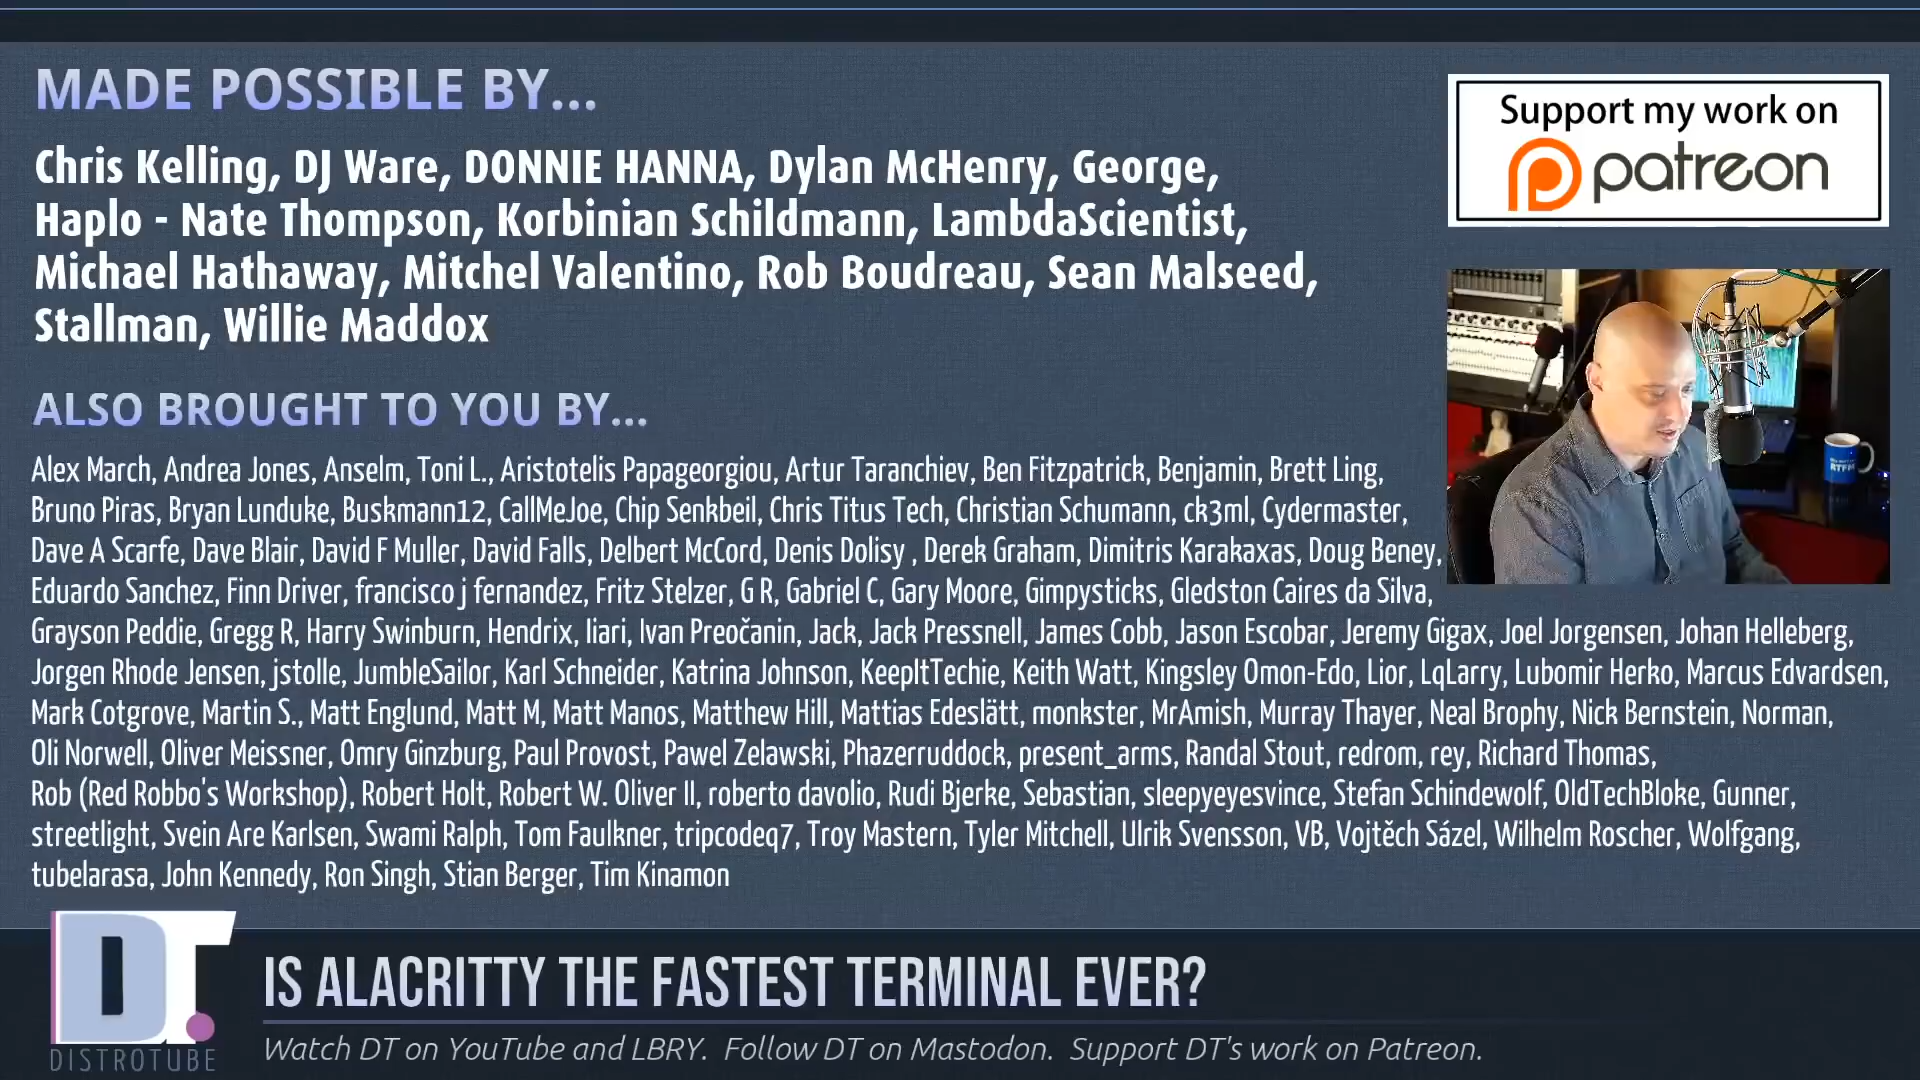 MADE POSSIBLE BY...
Chris Kelling, DJ Ware, DONNIE HANNA, Dylan McHenry, George,
Haplo - Nate Thompson, Korbinian Schildmann, LambdaScientist,
Michael Hathaway, Mitchel Valentino, Rob Boudreau, Sean Malseed,
Stallman, Willie Maddox
Support my work on
patreon
RTFM
ALSO BROUGHT TO YOU BY...
Alex March, Andrea Jones, Anselm, Toni L., Aristotelis Papageorgiou, Artur Taranchiev, Ben Fitzpatrick, Benjamin, Brett Ling,
Bruno Piras, Bryan Lunduke, Buskmann12, CallMeJoe, Chip Senkbeil, Chris Titus Tech, Christian Schumann, ck3ml, Cydermaster,
Dave A Scarfe, Dave Blair, David F Muller, David Falls, Delbert McCord, Denis Dolisy , Derek Graham, Dimitris Karakaxas, Doug Beney,
Eduardo Sanchez, Finn Driver, francisco j fernandez, Fritz Stelzer, G R, Gabriel C, Gary Moore, Gimpysticks, Gledston Caires da Silva,
Grayson Peddie, Gregg R, Harry Swinburn, Hendrix, Iiari, Ivan Preočanin, Jack, Jack Pressnell, James Cobb, Jason Escobar, Jeremy Gigax, Joel Jorgensen, Johan Helleberg,
Jorgen Rhode Jensen, jstolle, JumbleSailor, Karl Schneider, Katrina Johnson, KeepItTechie, Keith Watt, Kingsley Omon-Edo, Lior, LqLarry, Lubomir Herko, Marcus Edvardsen,
Mark Cotgrove, Martin S., Matt Englund, Matt M, Matt Manos, Matthew Hill, Mattias Edeslätt, monkster, MrAmish, Murray Thayer, Neal Brophy, Nick Bernstein, Norman,
Oli Norwell, Oliver Meissner, Omry Ginzburg, Paul Provost, Pawel Zelawski, Phazerruddock, present_arms, Randal Stout, redrom, rey, Richard Thomas,
Rob (Red Robbo's Workshop), Robert Holt, Robert W. Oliver II, roberto davolio, Rudi Bjerke, Sebastian, sleepyeyesvince, Stefan Schindewolf, OldTechBloke, Gunner,
streetlight, Svein Are Karlsen, Swami Ralph, Tom Faulkner, tripcodeq7, Troy Mastern, Tyler Mitchell, Ulrik Svensson, VB, Vojtěch Sázel, Wilhelm Roscher, Wolfgang,
tubelarasa, John Kennedy, Ron Singh, Stian Berger, Tim Kinamon
DT
DISTROTUBE
IS ALACRITTY THE FASTEST TERMINAL EVER?
Watch DT on YouTube and LBRY. Follow DT on Mastodon. Support DT's work on Patreon.